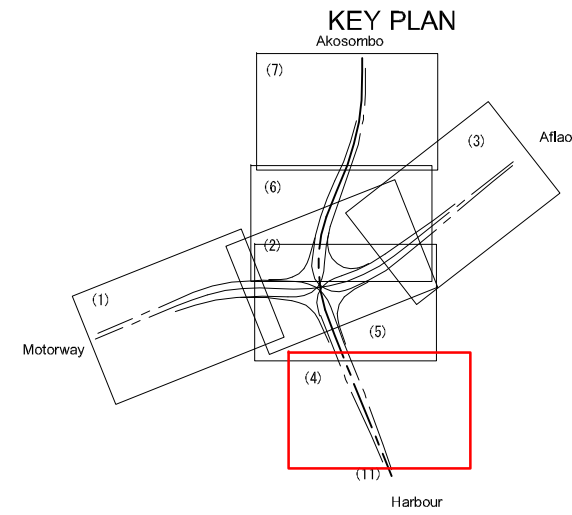 KEY PLAN
Akosombo
(7)
(3)
Aflao
(6)
(2)
(1)
(5)
Motorway
(4)
(11)
Harbour